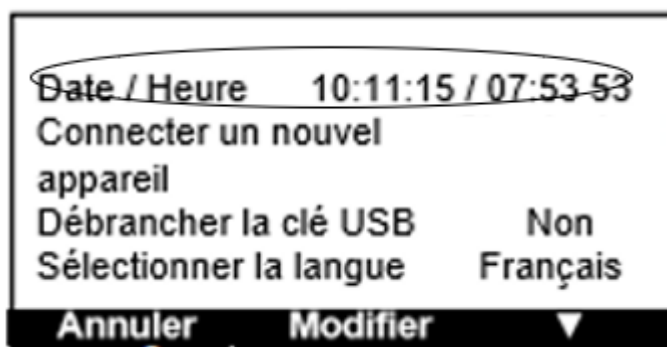 Date / Heure 10:11:15 / 07:53 53
Connecter un nouvel
appareil
Débrancher la clé USB Non
Sélectionner la langue Français
Annuler Modifier ▼